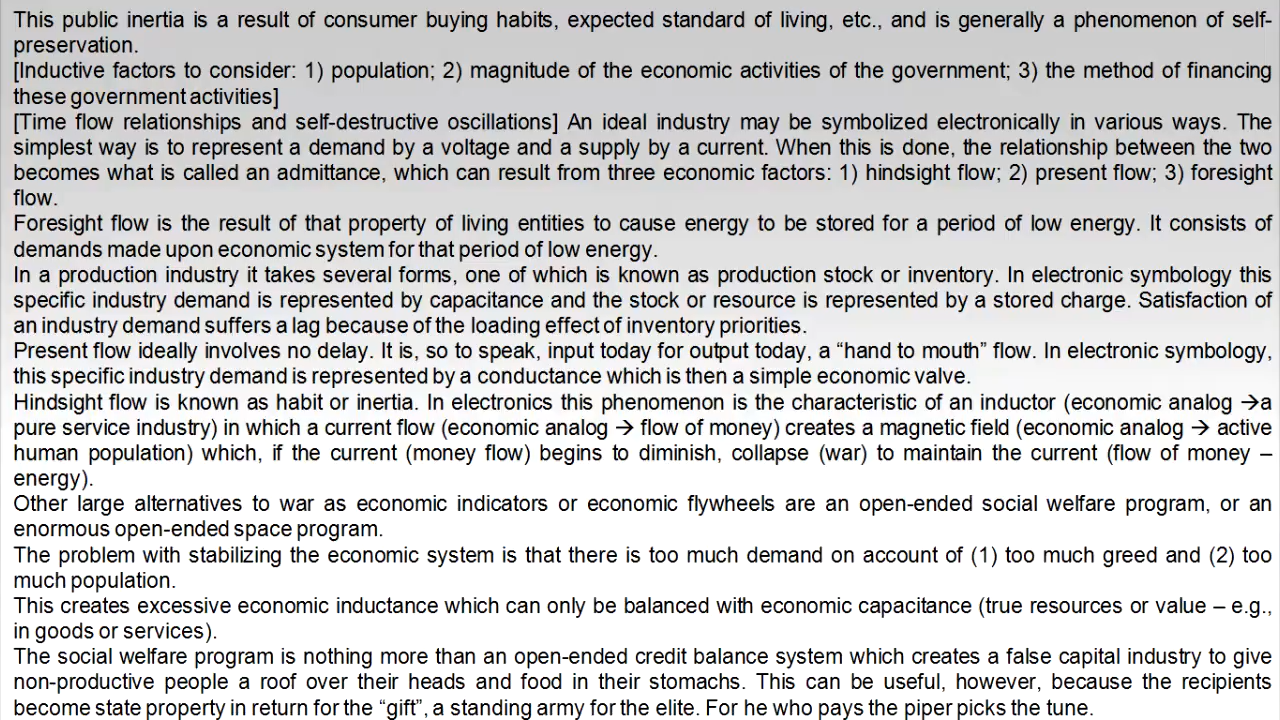 This public inertia is a result of consumer buying habits, expected standard of living, etc., and is generally a phenomenon of self-
preservation.
[Inductive factors to consider: 1) population; 2) magnitude of the economic activities of the government; 3) the method of financing
these government activities]
[Time flow relationships and self-destructive oscillations] An ideal industry may be symbolized electronically in various ways. The
simplest way is to represent a demand by a voltage and a supply by a current. When this is done, the relationship between the two
becomes what is called an admittance, which can result from three economic factors: 1) hindsight flow; 2) present flow; 3) foresight
flow.
Foresight flow is the result of that property of living entities to cause energy to be stored for a period of low energy. It consists of
demands made upon economic system for that period of low energy.
In a production industry it takes several forms, one of which is known as production stock or inventory. In electronic symbology this
specific industry demand is represented by capacitance and the stock or resource is represented by a stored charge. Satisfaction of
an industry demand suffers a lag because of the loading effect of inventory priorities.
Present flow ideally involves no delay. It is, so to speak, input today for output today, a “hand to mouth” flow. In electronic symbology,
this specific industry demand is represented by a conductance which is then a simple economic valve.
Hindsight flow is known as habit or inertia. In electronics this phenomenon is the characteristic of an inductor (economic analog →a
pure service industry) in which a current flow (economic analog → flow of money) creates a magnetic field (economic analog → active
human population) which, if the current (money flow) begins to diminish, collapse (war) to maintain the current (flow of money –
energy).
Other large alternatives to war as economic indicators or economic flywheels are an open-ended social welfare program, or an
enormous open-ended space program.
The problem with stabilizing the economic system is that there is too much demand on account of (1) too much greed and (2) too
much population.
This creates excessive economic inductance which can only be balanced with economic capacitance (true resources or value – e.g.,
in goods or services).
The social welfare program is nothing more than an open-ended credit balance system which creates a false capital industry to give
non-productive people a roof over their heads and food in their stomachs. This can be useful, however, because the recipients
become state property in return for the “gift”, a standing army for the elite. For he who pays the piper picks the tune.